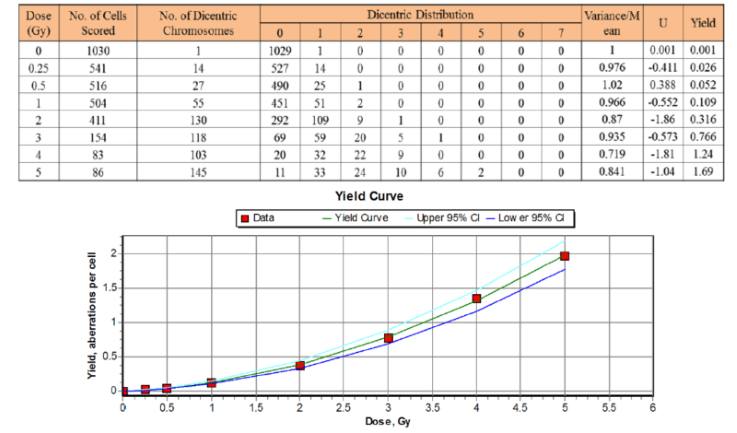 Dose (Gy) No. of Cells Scored No. of Dicentric Chromosomes Dicentric Distribution Variance/M ean U Yield
0 1 2 3 4 5 6 7
0 1030 1 1029 1 0 0 0 0 0 0 1 0.001 0.001
0.25 541 14 527 14 0 0 0 0 0 0 0.976 -0.411 0.026
0.5 516 27 490 25 1 0 0 0 0 0 1.02 0.388 0.052
1 504 55 451 51 2 0 0 0 0 0 0.966 -0.552 0.109
2 411 130 292 109 9 1 0 0 0 0 0.87 -1.86 0.316
3 154 118 69 59 20 5 1 0 0 0 0.935 -0.573 0.766
4 83 103 20 32 22 9 0 0 0 0 0.719 -1.81 1.24
5 86 145 11 33 24 10 6 2 0 0 0.841 -1.04 1.69
Yield Curve
Data Yield Curve Upper 95% CI Lower 95% CI
Yield, aberrations per cell
2
1.5
1
0.5
0
0 0.5 1 1.5 2 2.5 3 3.5 4 4.5 5 5.5 6
Dose, Gy